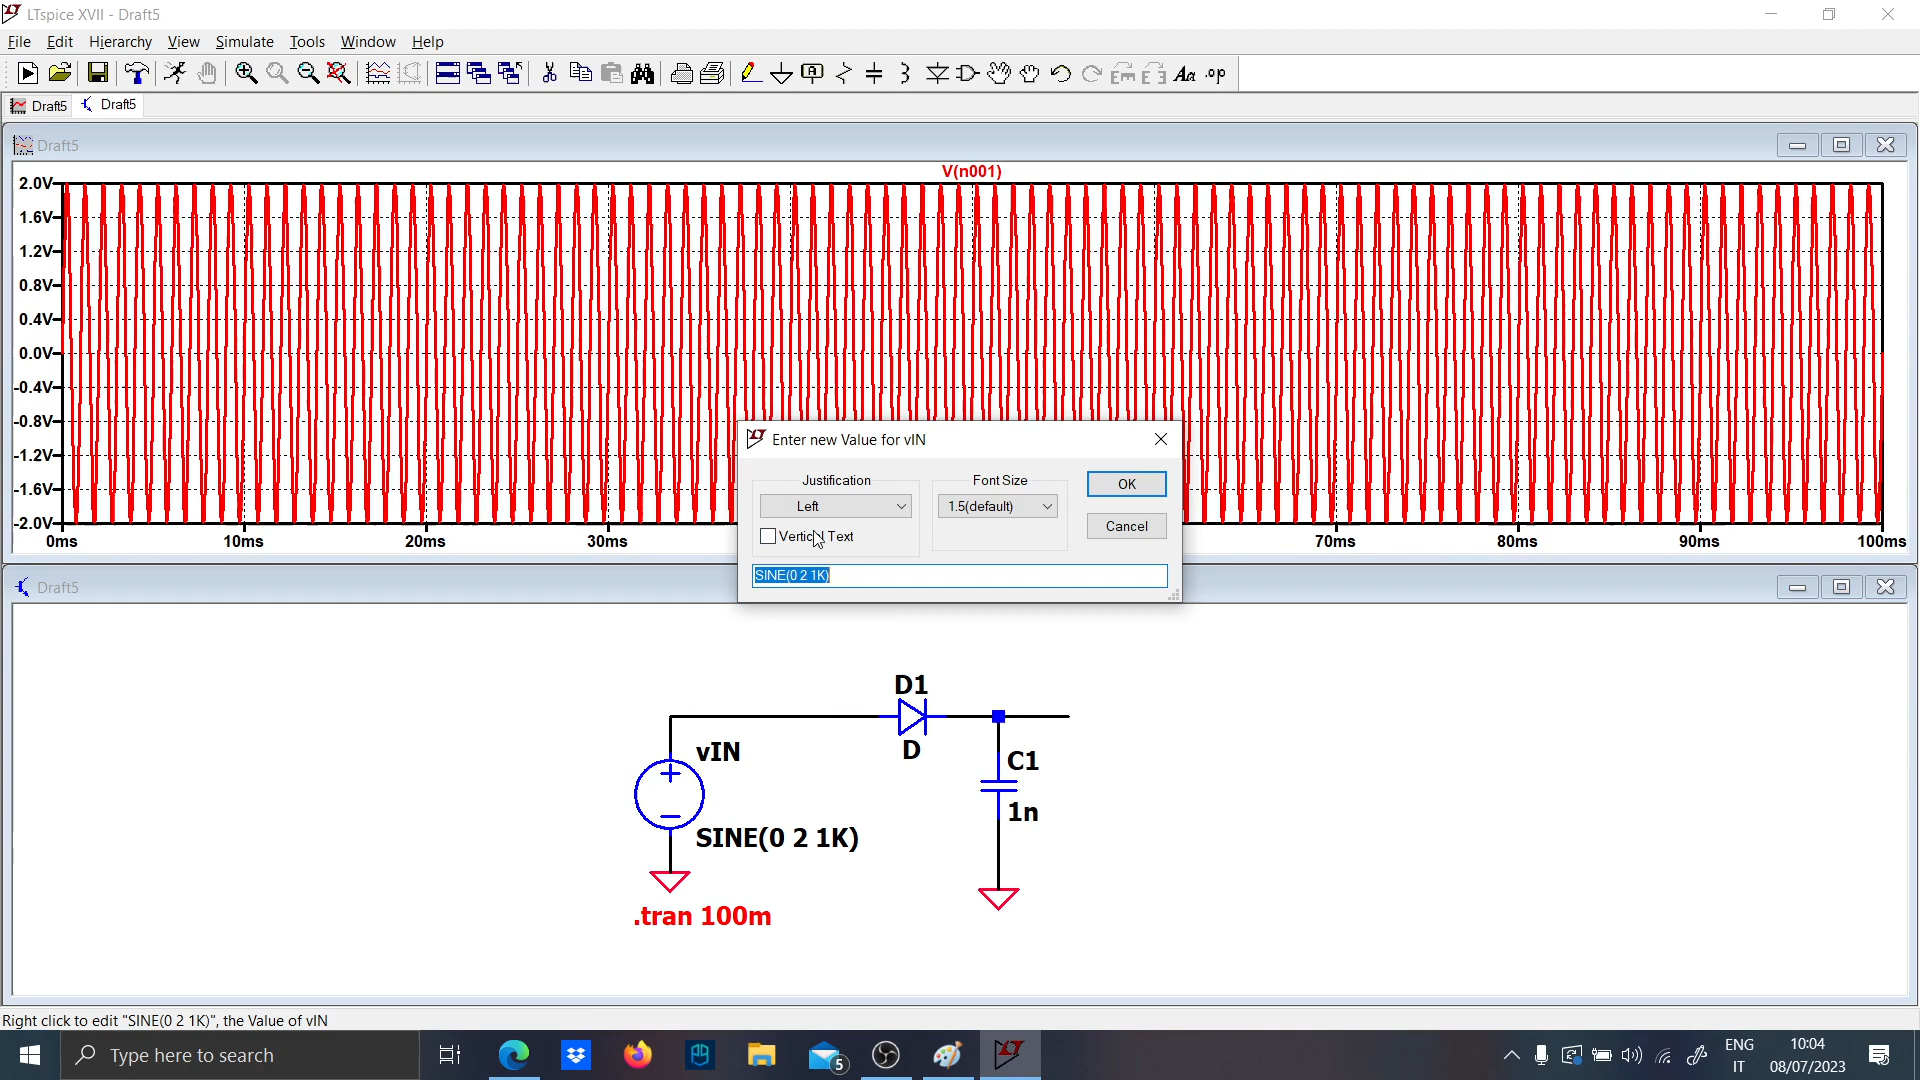 LTspice XVII - Draft5
File Edit Hierarchy View Simulate Tools Window Help
Draft5 Draft5
Draft5
V(n001)
2.0V
1.6V
1.2V
0.8V
0.4V
0.0V
-0.4V
-0.8V
-1.2V
-1.6V
-2.0V
0ms 10ms 20ms 30ms 70ms 80ms 90ms 100ms
Enter new Value for vIN
Justification Font Size
OK
Left 1.5(default)
Cancel
Vertical Text
SINE(0 2 1K)
Draft5
D1
D
vIN
C1
1n
SINE(0 2 1K)
.tran 100m
Right click to edit "SINE(0 2 1K)", the Value of vIN
Type here to search
5
ENG
IT
10:04
08/07/2023